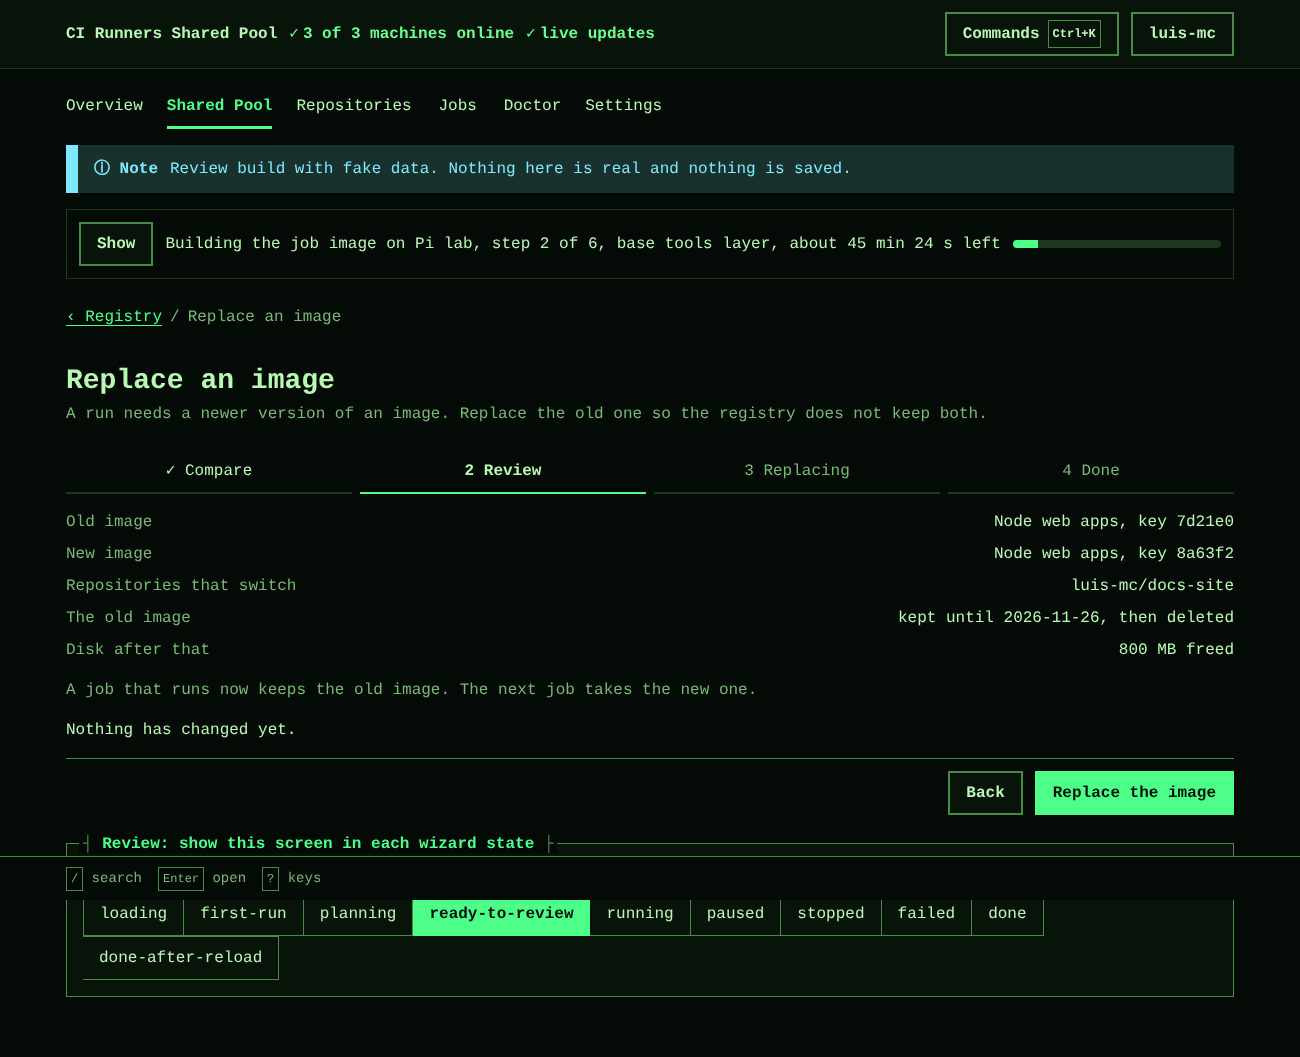 CI Runners Shared Pool ✓ 3 of 3 machines online ✓ live updates
Commands Ctrl+K
luis-mc
Overview Shared Pool Repositories Jobs Doctor Settings
ⓘ Note Review build with fake data. Nothing here is real and nothing is saved.
Show Building the job image on Pi lab, step 2 of 6, base tools layer, about 45 min 24 s left
‹ Registry / Replace an image
Replace an image
A run needs a newer version of an image. Replace the old one so the registry does not keep both.
✓ Compare 2 Review 3 Replacing 4 Done
Old image Node web apps, key 7d21e0
New image Node web apps, key 8a63f2
Repositories that switch luis-mc/docs-site
The old image kept until 2026-11-26, then deleted
Disk after that 800 MB freed
A job that runs now keeps the old image. The next job takes the new one.
Nothing has changed yet.
Back Replace the image
Review: show this screen in each wizard state
/ search Enter open ? keys
loading first-run planning ready-to-review running paused stopped failed done
done-after-reload